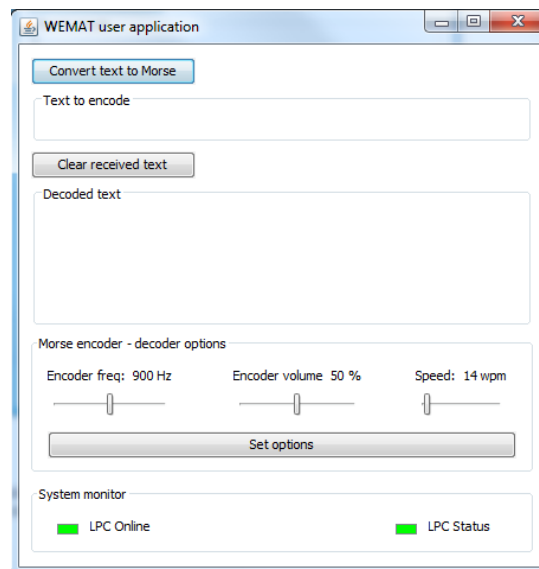 WEMAT user application
Convert text to Morse
Text to encode
Clear received text
Decoded text
Morse encoder - decoder options
Encoder freq: 900 Hz Encoder volume 50 % Speed: 14 wpm
Set options
System monitor
LPC Online LPC Status